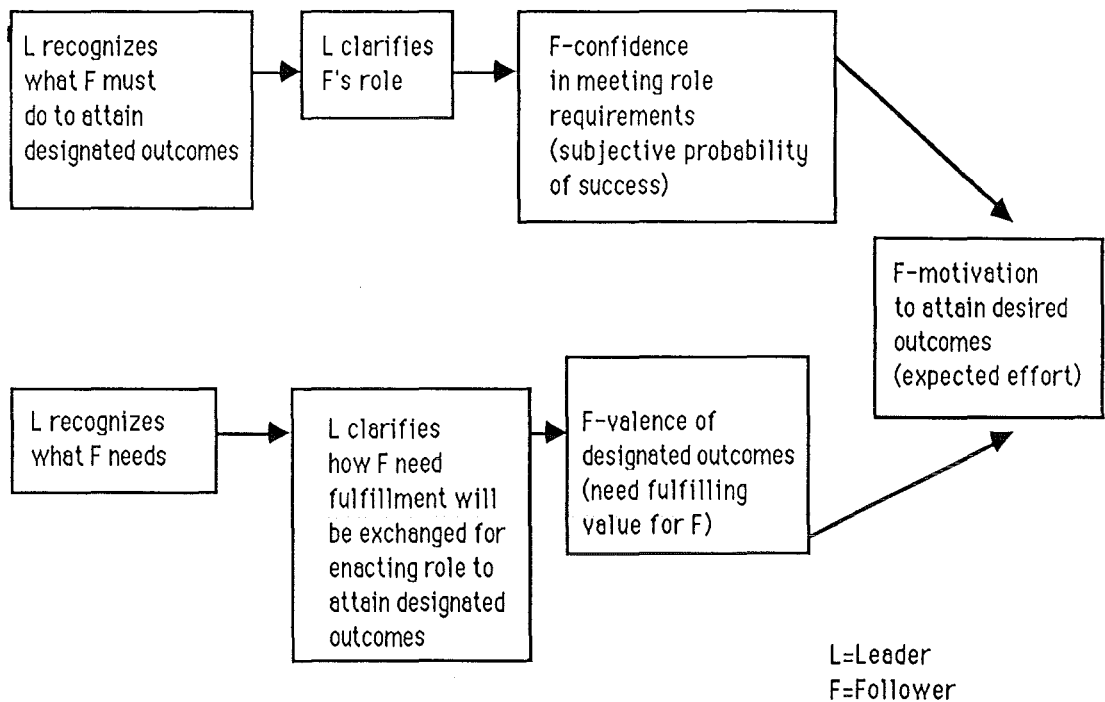 L recognizes
what F must
do to attain
designated outcomes
L clarifies
F's role
F-confidence
in meeting role
requirements
(subjective probability
of success)
F-motivation
to attain desired
outcomes
(expected effort)
L recognizes
what F needs
L clarifies
how F need
fulfillment will
be exchanged for
enacting role to
attain designated
outcomes
F-valence of
designated outcomes
(need fulfilling
value for F)
L=Leader
F=Follower